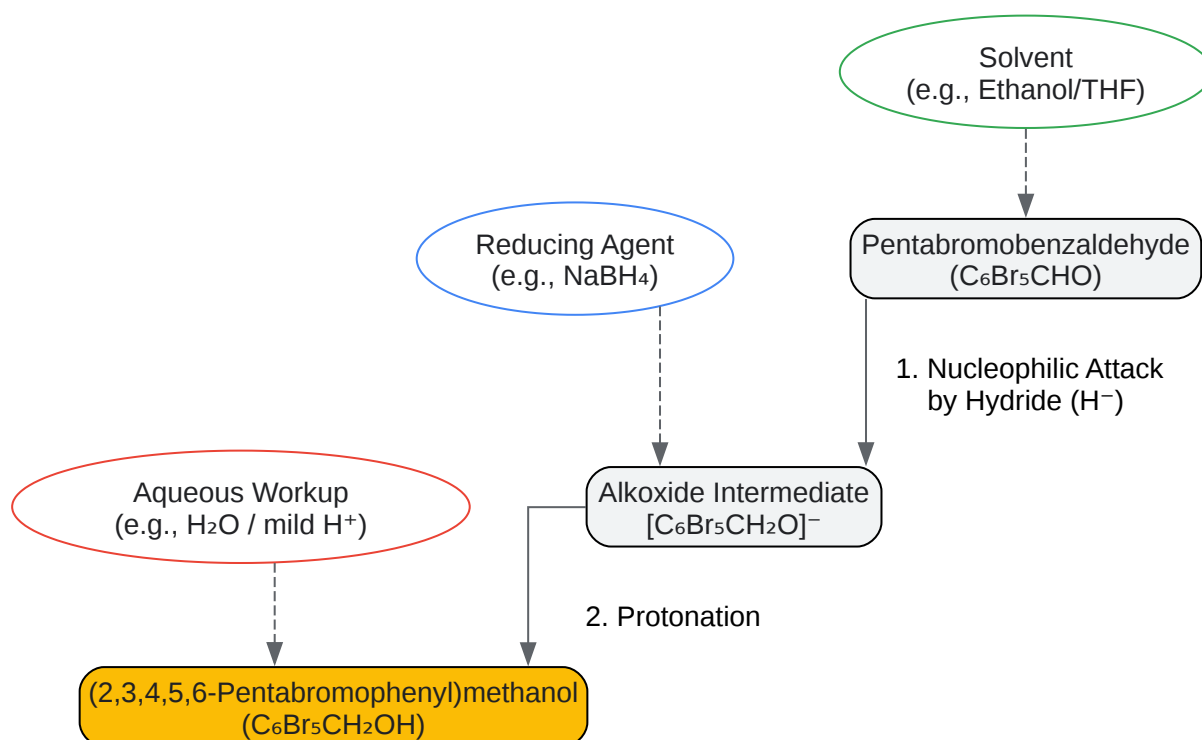 Solvent
(e.g., Ethanol/THF)
Pentabromobenzaldehyde
(C₆Br₅CHO)
Reducing Agent
(e.g., NaBH₄)
1. Nucleophilic Attack
by Hydride (H⁻)
Alkoxide Intermediate
[C₆Br₅CH₂O]⁻
Aqueous Workup
(e.g., H₂O / mild H⁺)
2. Protonation
(2,3,4,5,6-Pentabromophenyl)methanol
(C₆Br₅CH₂OH)